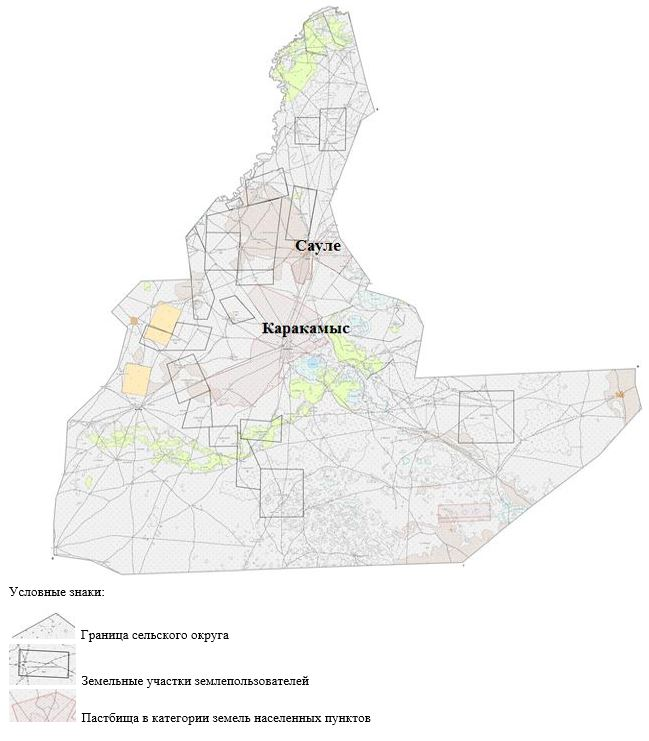 Сауле
Каракамыс
Условные знаки:
Граница сельского округа
Земельные участки землепользователей
Пастбища в категории земель населенных пунктов